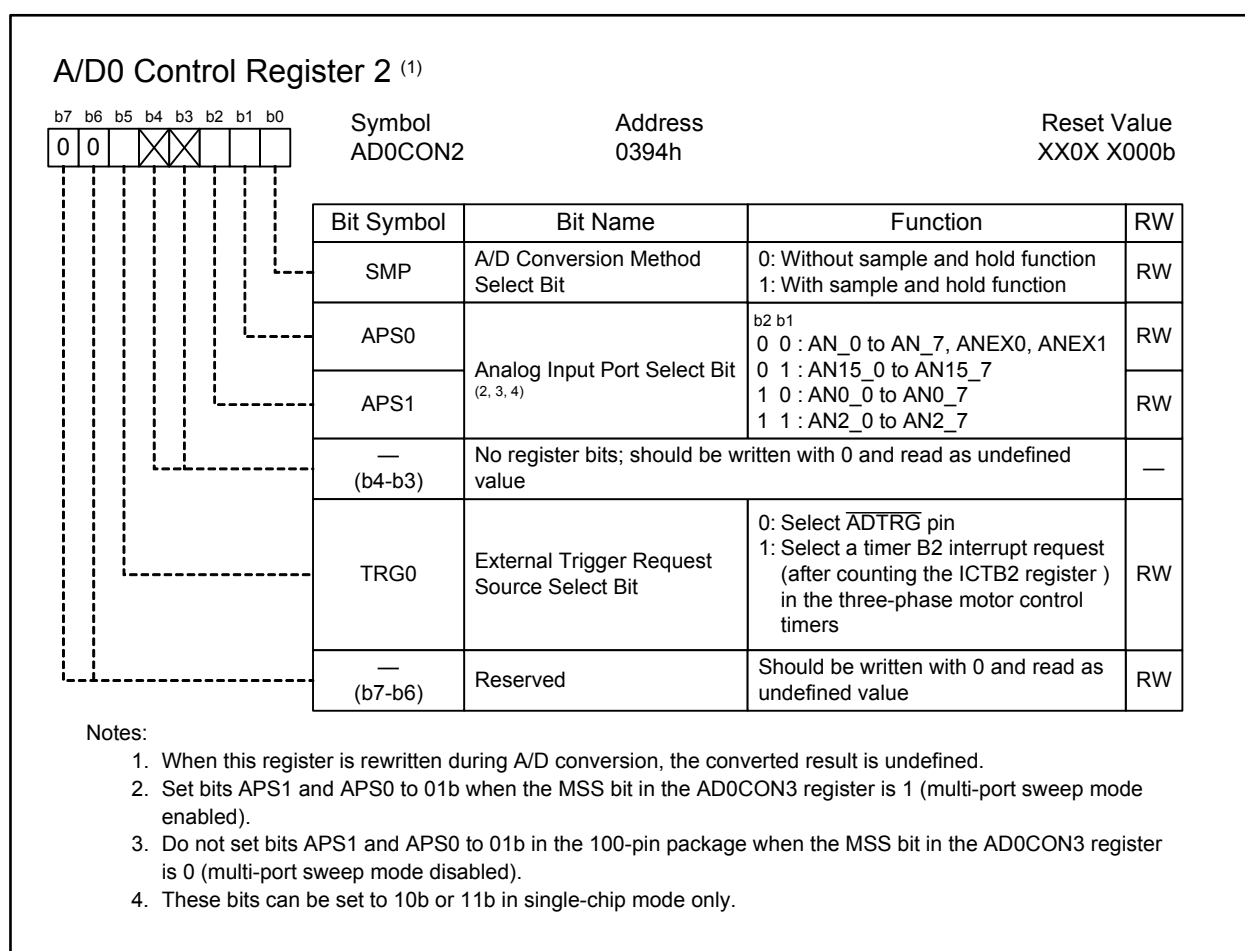 A/D0 Control Register 2 (1)
b7 b6 b5 b4 b3 b2 b1 b0
0 0
Symbol Address Reset Value
AD0CON2 0394h XX0X X000b
Bit Symbol Bit Name Function RW
SMP
A/D Conversion Method
Select Bit
0: Without sample and hold function
1: With sample and hold function
RW
APS0
APS1
Analog Input Port Select Bit
(2, 3, 4)
b2 b1
0 0 : AN_0 to AN_7, ANEX0, ANEX1
0 1 : AN15_0 to AN15_7
1 0 : AN0_0 to AN0_7
1 1 : AN2_0 to AN2_7
RW
RW
—
(b4-b3)
No register bits; should be written with 0 and read as undefined
value
—
TRG0
External Trigger Request
Source Select Bit
0: Select ADTRG pin
1: Select a timer B2 interrupt request
(after counting the ICTB2 register )
in the three-phase motor control
timers
RW
—
(b7-b6)
Reserved
Should be written with 0 and read as
undefined value
RW
Notes:
1. When this register is rewritten during A/D conversion, the converted result is undefined.
2. Set bits APS1 and APS0 to 01b when the MSS bit in the AD0CON3 register is 1 (multi-port sweep mode
enabled).
3. Do not set bits APS1 and APS0 to 01b in the 100-pin package when the MSS bit in the AD0CON3 register
is 0 (multi-port sweep mode disabled).
4. These bits can be set to 10b or 11b in single-chip mode only.